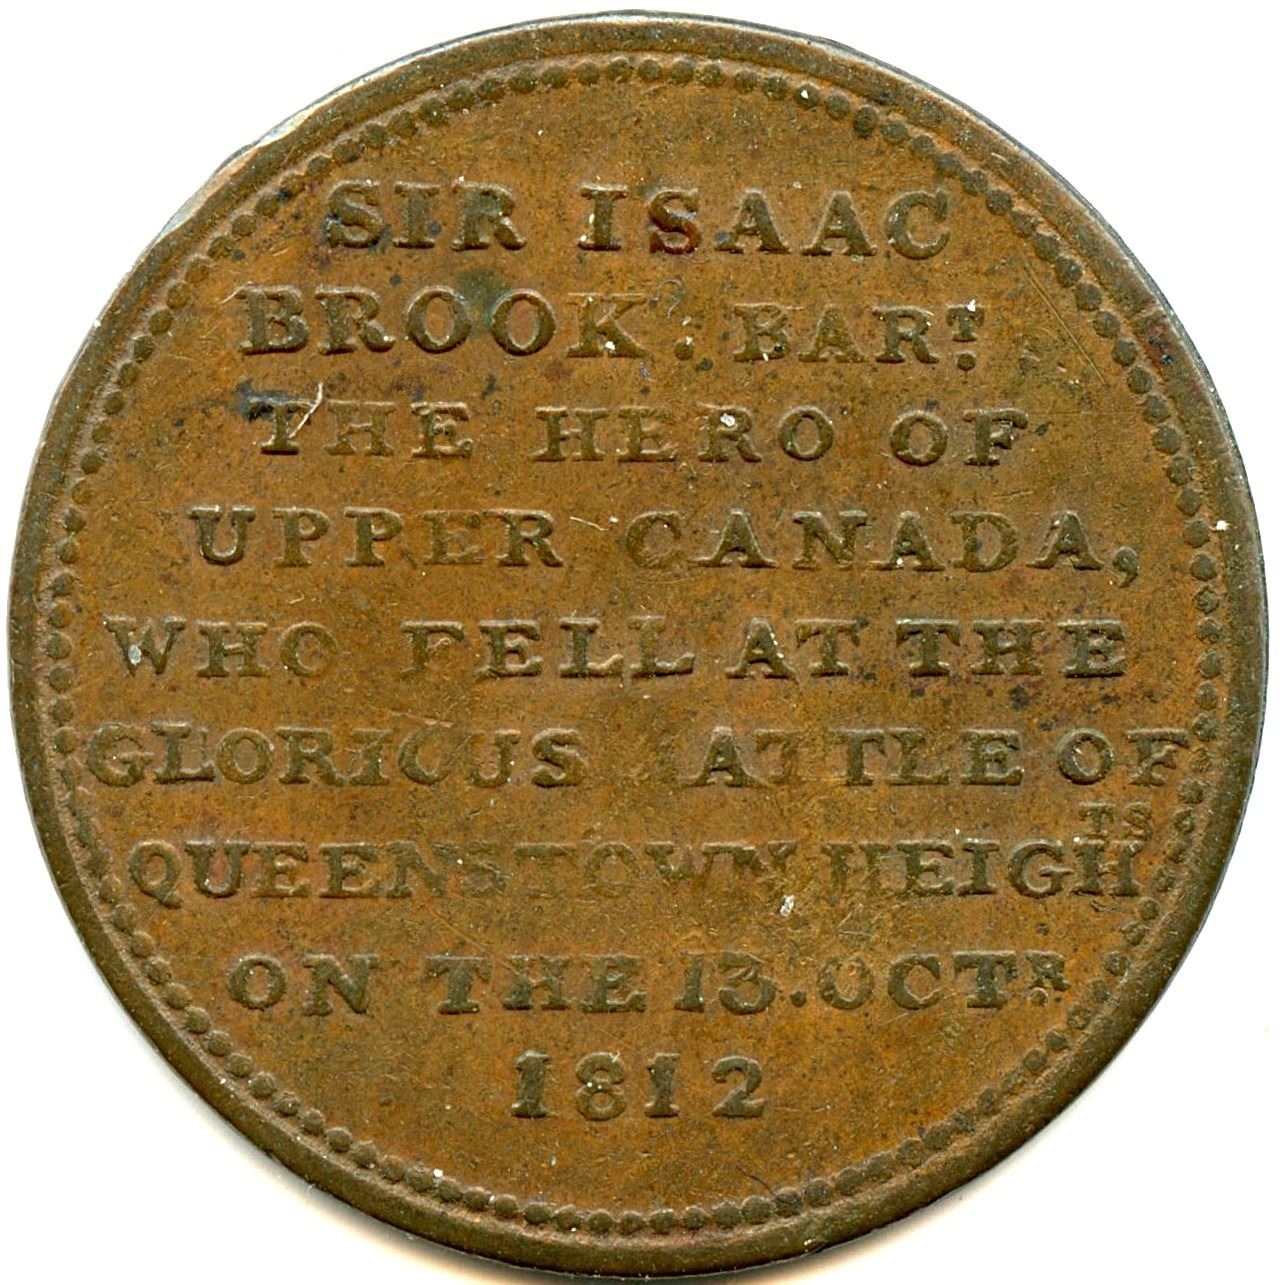 SIR ISAAC
BROOK. BART.
THE HERO OF
UPPER CANADA,
WHO FELL AT THE
GLORIOUS BATTLE OF
QUEENSTOWN HEIGHTS
ON THE 13. OCTR.
1812